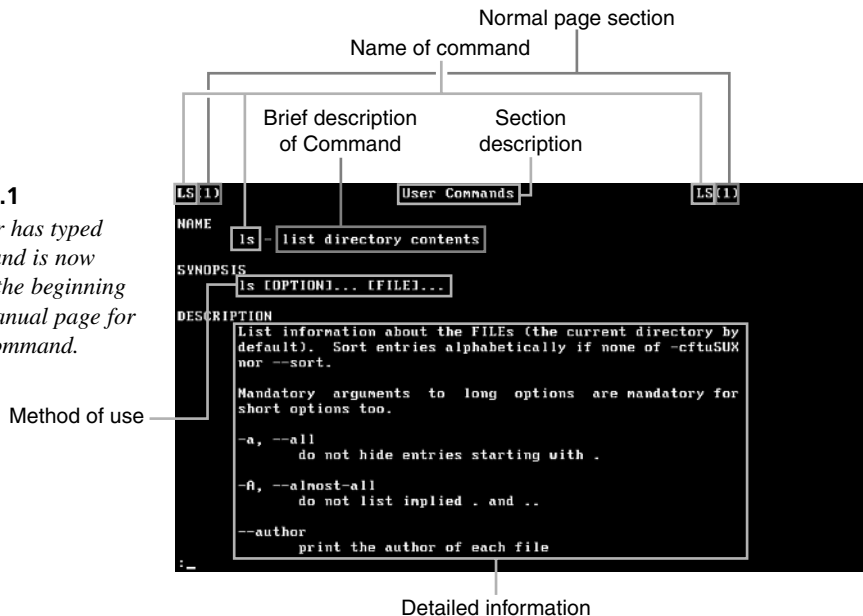 Normal page section
Name of command
Brief description
of Command
Section
description
.1
r has typed
and is now
the beginning
anual page for
ommand.
LS(1) User Commands LS(1)
NAME
ls - list directory contents
SYNOPSIS
ls [OPTION]... [FILE]...
DESCRIPTION
List information about the FILEs (the current directory by
default). Sort entries alphabetically if none of -cftuSUX
nor --sort.
Mandatory arguments to long options are mandatory for
short options too.
-a, --all
do not hide entries starting with .
-A, --almost-all
do not list implied . and ..
--author
print the author of each file
:_
Method of use
Detailed information